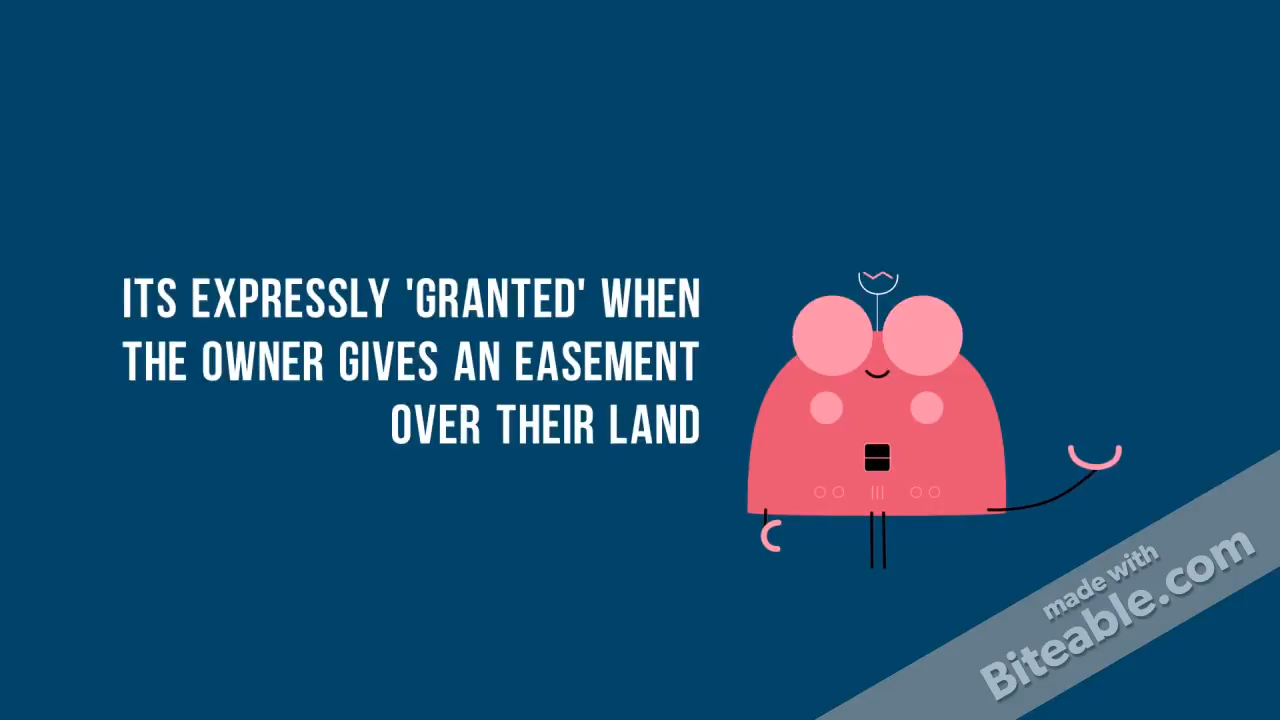 ITS EXPRESSLY 'GRANTED' WHEN
THE OWNER GIVES AN EASEMENT
OVER THEIR LAND
made with
Biteable.com